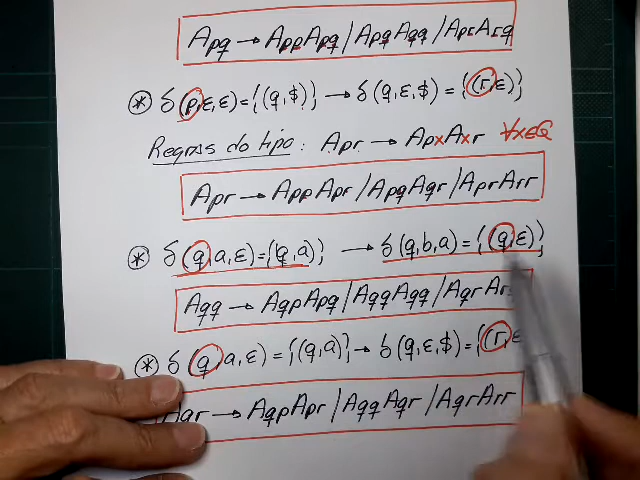 Apq → AppApq / ApqAqq / AprArq
* δ(p,ε,ε)={(q,$)} → δ(q,ε,$)={(r,ε)}
Regras do tipo: Apr → ApxAxr ∀x∈Q
Apr → AppApr / ApqAqr / AprArr
* δ(q,a,ε)={q,a)} → δ(q,b,a)={(q,ε)}
Aqq → AqpApq / AqqAqq / AqrAr
* δ(q,a,ε)={(q,a)} → δ(q,ε,$)={(r,ε
Aqr → AqpApr / AqqAqr / AqrArr